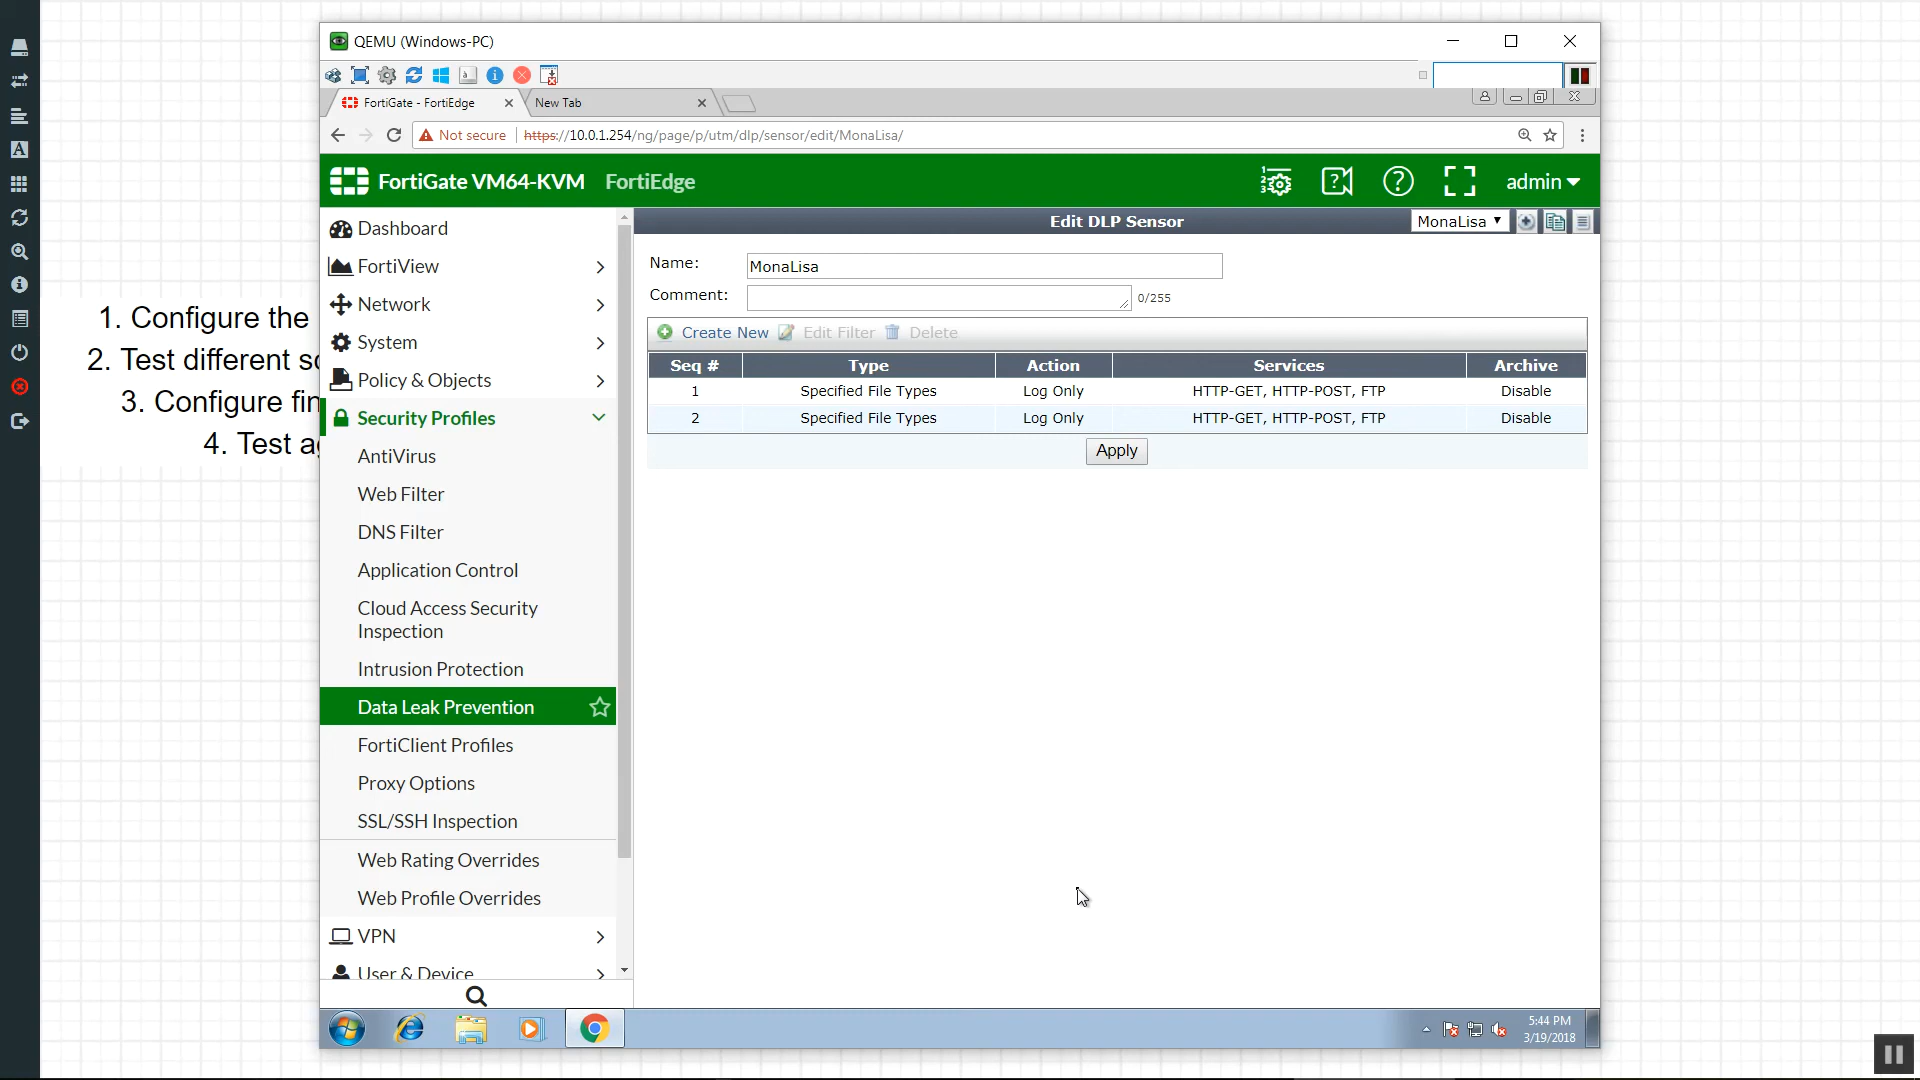 QEMU (Windows-PC)
FortiGate - FortiEdge
New Tab
Not secure
https://10.0.1.254/ng/page/p/utm/dlp/sensor/edit/MonaLisa/
FortiGate VM64-KVM FortiEdge
admin
Dashboard
FortiView
Network
System
Policy & Objects
Security Profiles
AntiVirus
Web Filter
DNS Filter
Application Control
Cloud Access Security
Inspection
Intrusion Protection
Data Leak Prevention
FortiClient Profiles
Proxy Options
SSL/SSH Inspection
Web Rating Overrides
Web Profile Overrides
VPN
User & Device
Edit DLP Sensor
MonaLisa
Name: MonaLisa
Comment: 0/255
Create New Edit Filter Delete
Seq # Type Action Services Archive
1 Specified File Types Log Only HTTP-GET, HTTP-POST, FTP Disable
2 Specified File Types Log Only HTTP-GET, HTTP-POST, FTP Disable
Apply
1. Configure the
2. Test different s
3. Configure fin
4. Test a
5:44 PM
3/19/2018